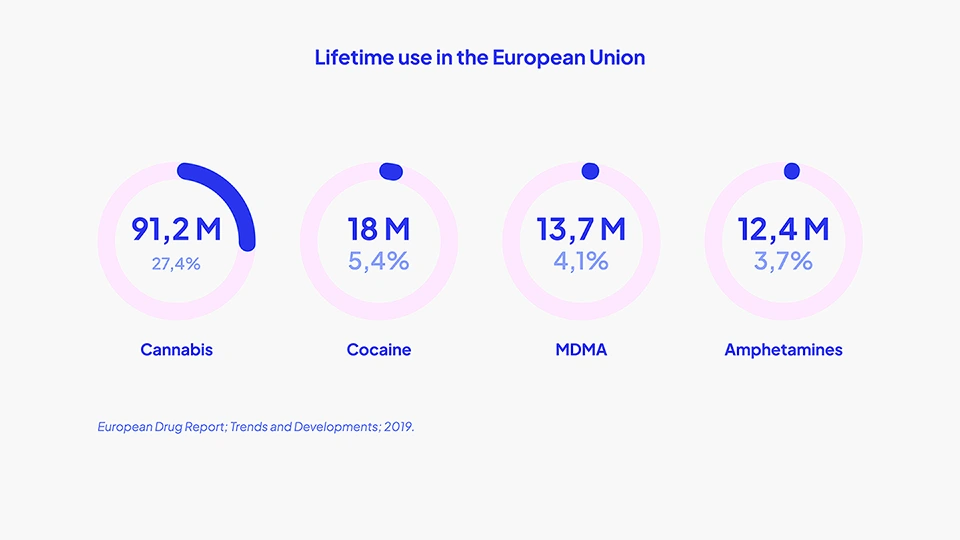 Lifetime use in the European Union
91,2 M
27,4%
Cannabis
18 M
5,4%
Cocaine
13,7 M
4,1%
MDMA
12,4 M
3,7%
Amphetamines
European Drug Report; Trends and Developments; 2019.